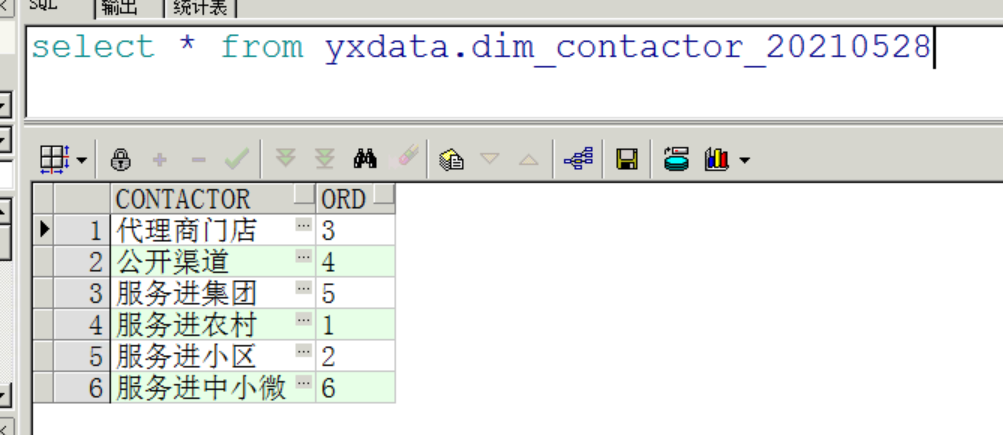 SQL 输出 统计表
select * from yxdata.dim_contactor_20210528
CONTACTOR ORD
1 代理商门店 3
2 公开渠道 4
3 服务进集团 5
4 服务进农村 1
5 服务进小区 2
6 服务进中小微 6